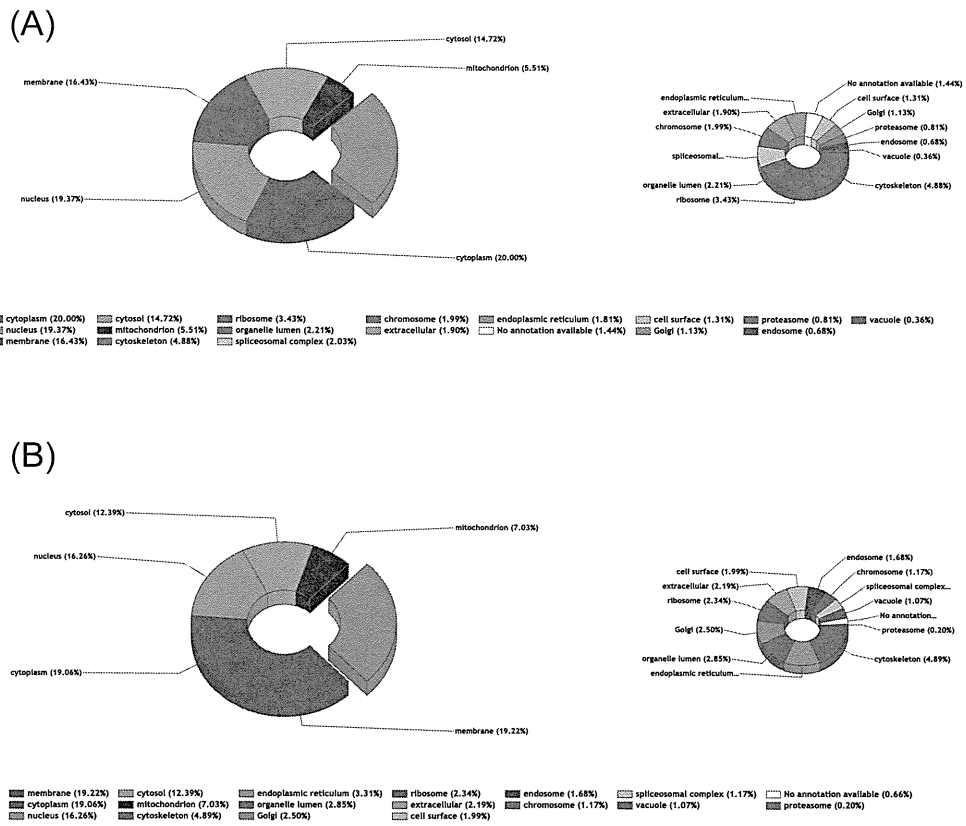 (A)
cytosol (14.72%)
mitochondrion (5.51%)
membrane (16.43%)
nucleus (19.37%)
cytoplasm (20.00%)
No annotation available (1.44%)
endoplasmic reticulum...
cell surface (1.31%)
extracellular (1.90%)
Golgi (1.13%)
chromosome (1.99%)
proteasome (0.81%)
endosome (0.68%)
spliceosomal...
vacuole (0.36%)
organelle lumen (2.21%)
cytoskeleton (4.88%)
ribosome (3.43%)
cytoplasm (20.00%) cytosol (14.72%) ribosome (3.43%) chromosome (1.99%) endoplasmic reticulum (1.81%) cell surface (1.31%) proteasome (0.81%) vacuole (0.36%)
nucleus (19.37%) mitochondrion (5.51%) organelle lumen (2.21%) extracellular (1.90%) No annotation available (1.44%) Golgi (1.13%) endosome (0.68%)
membrane (16.43%) cytoskeleton (4.88%) spliceosomal complex (2.03%)
(B)
cytosol (12.39%)
mitochondrion (7.03%)
nucleus (16.26%)
cytoplasm (19.06%)
membrane (19.22%)
endosome (1.68%)
cell surface (1.99%)
chromosome (1.17%)
extracellular (2.19%)
spliceosomal complex...
ribosome (2.34%)
vacuole (1.07%)
No annotation...
Golgi (2.50%)
proteasome (0.20%)
organelle lumen (2.85%)
cytoskeleton (4.89%)
endoplasmic reticulum...
membrane (19.22%) cytosol (12.39%) endoplasmic reticulum (3.31%) ribosome (2.34%) endosome (1.68%) spliceosomal complex (1.17%) No annotation available (0.66%)
cytoplasm (19.06%) mitochondrion (7.03%) organelle lumen (2.85%) extracellular (2.19%) chromosome (1.17%) vacuole (1.07%) proteasome (0.20%)
nucleus (16.26%) cytoskeleton (4.89%) Golgi (2.50%) cell surface (1.99%)